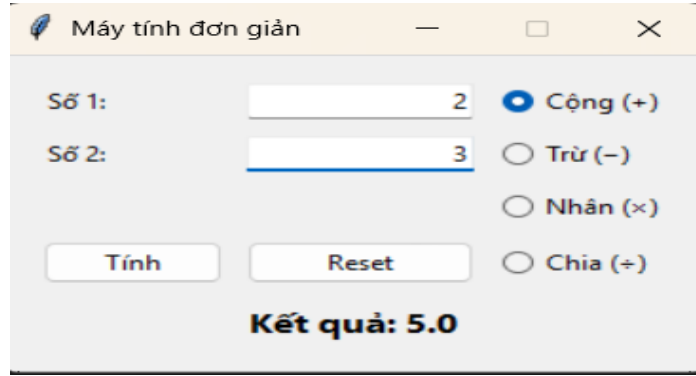 Máy tính đơn giản
Số 1: 2 Cộng (+)
Số 2: 3 Trừ (−)
Nhân (×)
Tính Reset Chia (÷)
Kết quả: 5.0